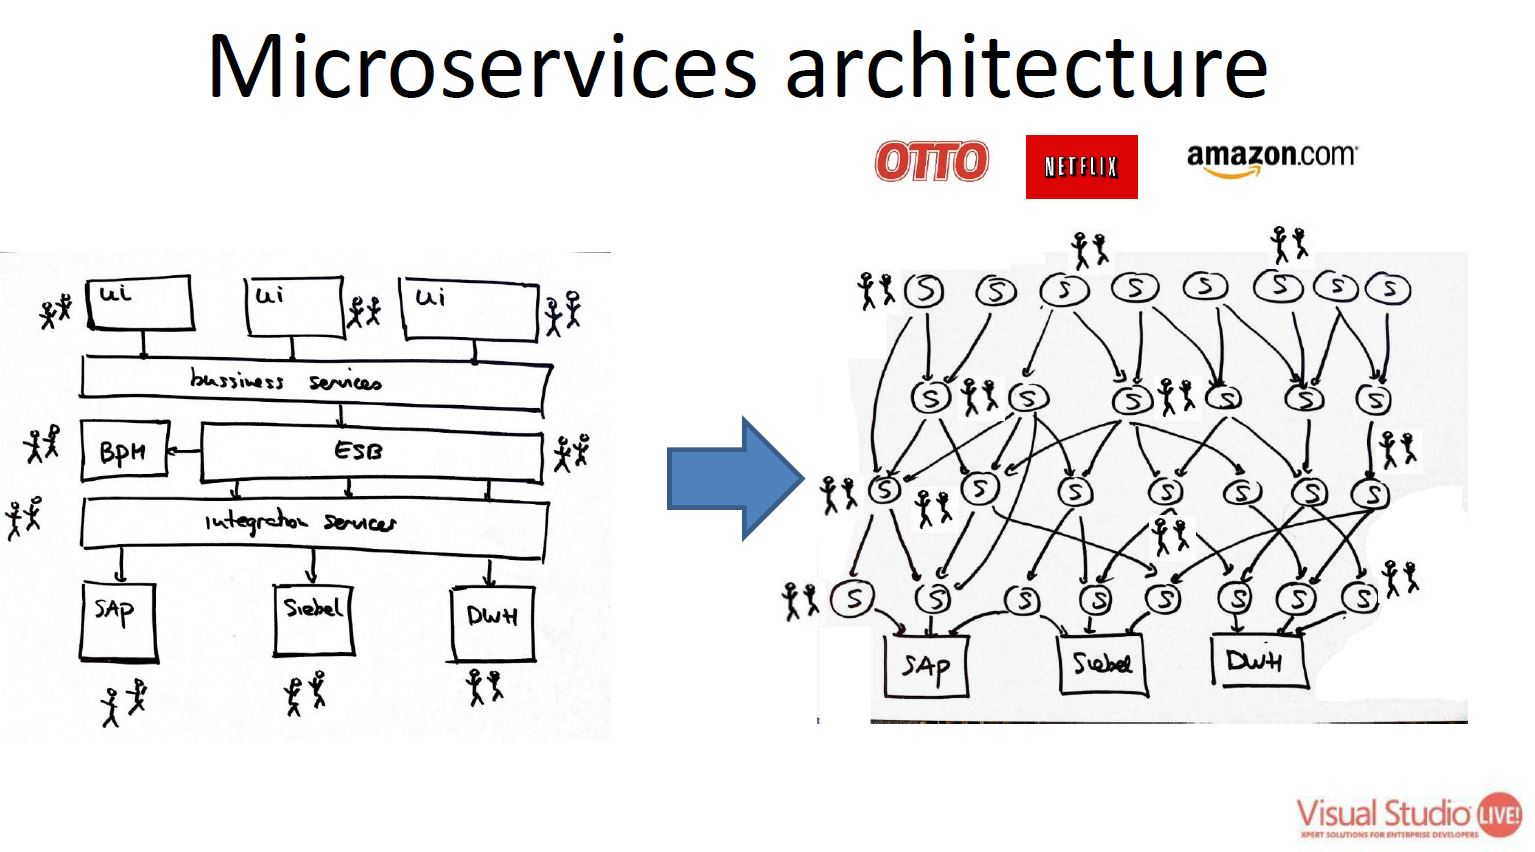 Microservices architecture
OTTO
NETFLIX
amazon.com
ui
ui
ui
bussiness services
BPM
ESB
integration services
SAP
Siebel
DWH
S S S S S S S S
S S S S S S
S S S S S S S
S S S S S S S S
SAP
Siebel
DWH
Visual Studio LIVE!
XPERT SOLUTIONS FOR ENTERPRISE DEVELOPERS